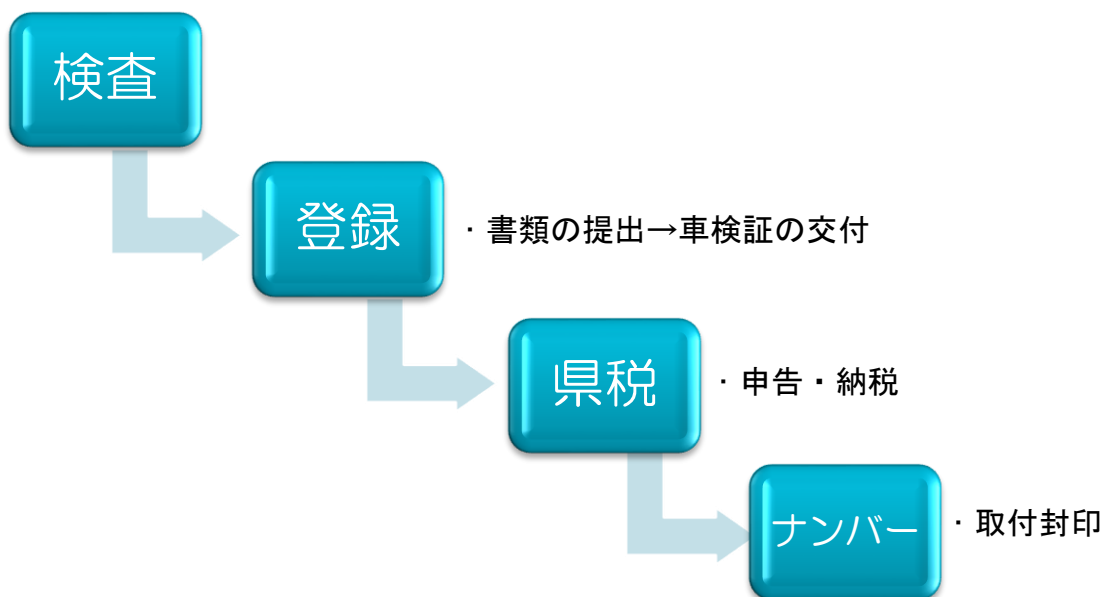 検査
登録
・書類の提出→車検証の交付
県税
・申告・納税
ナンバー
・取付封印